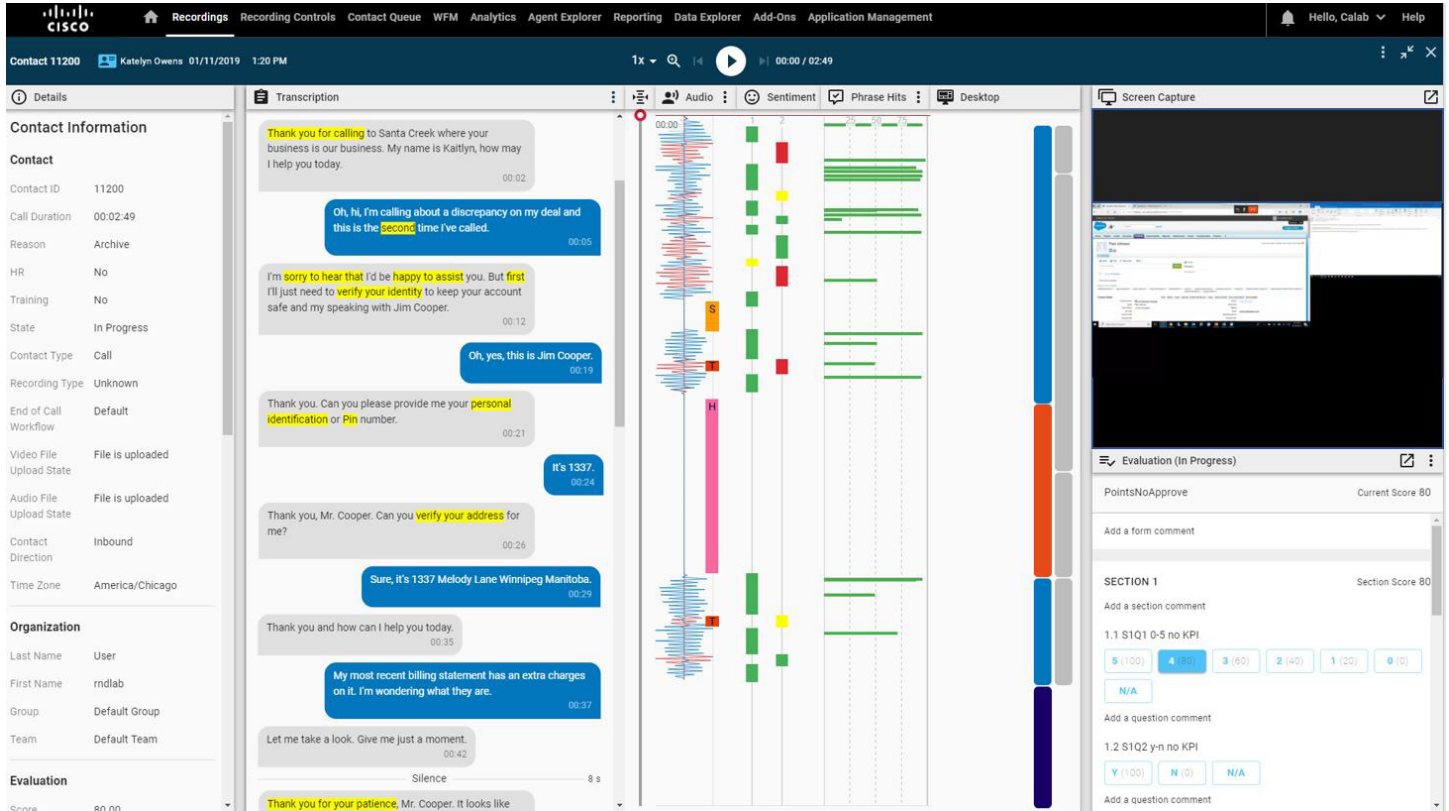 CISCO
Recordings Recording Controls Contact Queue WFM Analytics Agent Explorer Reporting Data Explorer Add-Ons Application Management Hello, Calab Help
Contact 11200 Katelyn Owens 01/11/2019 1:20 PM 1x 00:00 / 02:49
Details
Contact Information
Contact
Contact ID 11200
Call Duration 00:02:49
Reason Archive
HR No
Training No
State In Progress
Contact Type Call
Recording Type Unknown
End of Call Default
Workflow
Video File File is uploaded
Upload State
Audio File File is uploaded
Upload State
Contact Inbound
Direction
Time Zone America/Chicago
Organization
Last Name User
First Name rndlab
Group Default Group
Team Default Team
Evaluation
Score 80.00
Transcription
Thank you for calling to Santa Creek where your
business is our business. My name is Kaitlyn, how may
I help you today.
00:02
Oh, hi, I'm calling about a discrepancy on my deal and
this is the second time I've called.
00:05
I'm sorry to hear that I'd be happy to assist you. But first
I'll just need to verify your identity to keep your account
safe and my speaking with Jim Cooper.
00:12
Oh, yes, this is Jim Cooper.
00:19
Thank you. Can you please provide me your personal
identification or Pin number.
00:21
It's 1337.
00:24
Thank you, Mr. Cooper. Can you verify your address for
me?
00:26
Sure, it's 1337 Melody Lane Winnipeg Manitoba.
00:29
Thank you and how can I help you today.
00:35
My most recent billing statement has an extra charges
on it. I'm wondering what they are.
00:37
Let me take a look. Give me just a moment.
00:42
Silence 8 s
Thank you for your patience, Mr. Cooper. It looks like
Audio Sentiment Phrase Hits Desktop
00:00 1 2 25 50 75
S
T
H
T
Screen Capture
Evaluation (In Progress)
PointsNoApprove Current Score 80
Add a form comment
SECTION 1 Section Score 80
Add a section comment
1.1 S1Q1 0-5 no KPI
5 (100) 4 (80) 3 (60) 2 (40) 1 (20) 0 (0)
N/A
Add a question comment
1.2 S1Q2 y-n no KPI
Y (100) N (0) N/A
Add a question comment